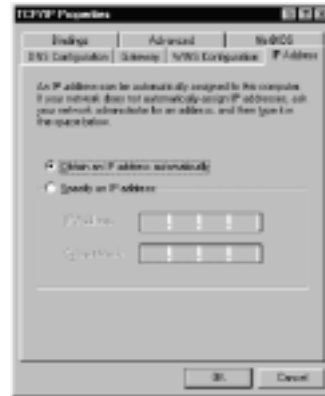 TCP/IP Properties
Bindings Advanced NetBIOS
DNS Configuration Gateway WINS Configuration IP Address
An IP address can be automatically assigned to this computer.
If your network does not automatically assign IP addresses, ask
your network administrator for an address, and then type it in
the space below.
Obtain an IP address automatically
Specify an IP address
IP Address:
Subnet Mask:
OK Cancel